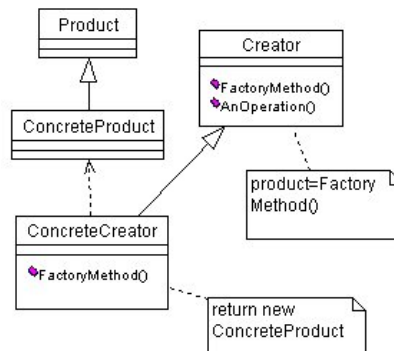 Product
Creator
FactoryMethod()
AnOperation()
ConcreteProduct
product=Factory
Method()
ConcreteCreator
FactoryMethod()
return new
ConcreteProduct